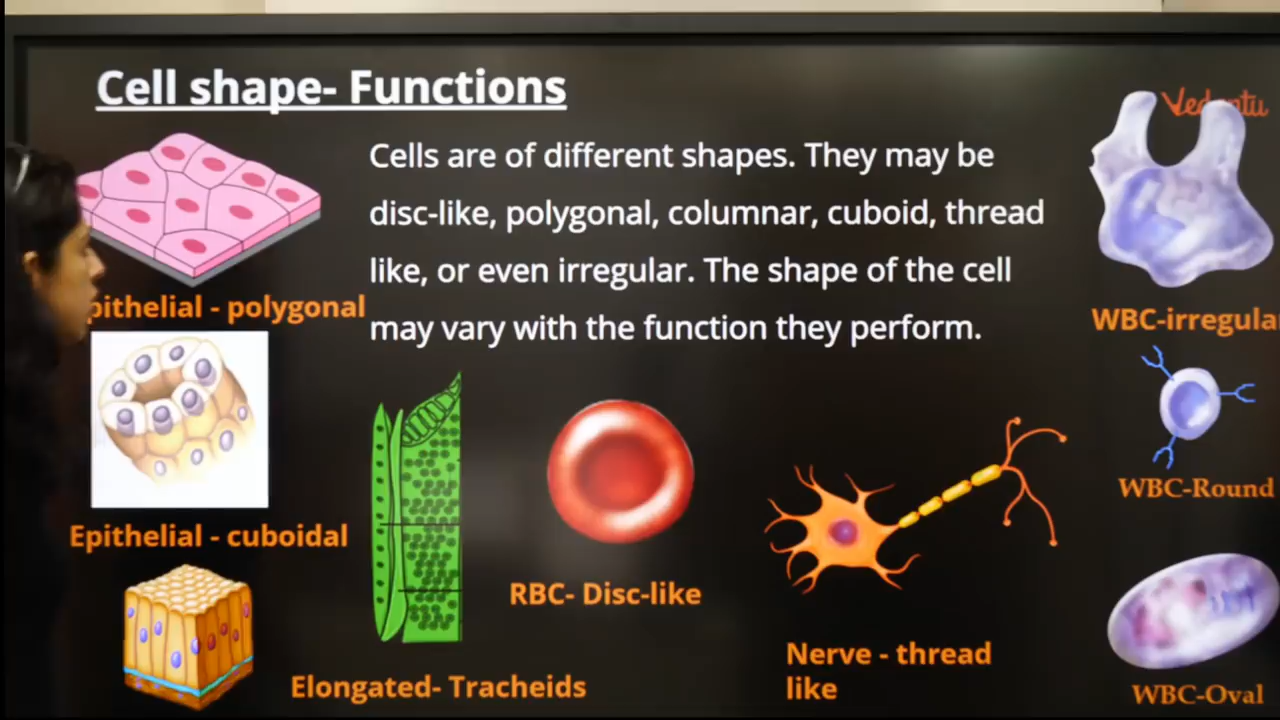 Cell shape- Functions
Vedantu
Cells are of different shapes. They may be
disc-like, polygonal, columnar, cuboid, thread
like, or even irregular. The shape of the cell
may vary with the function they perform.
pithelial - polygonal
WBC-irregula
Epithelial - cuboidal
WBC-Round
RBC- Disc-like
Nerve - thread
like
Elongated- Tracheids
WBC-Oval